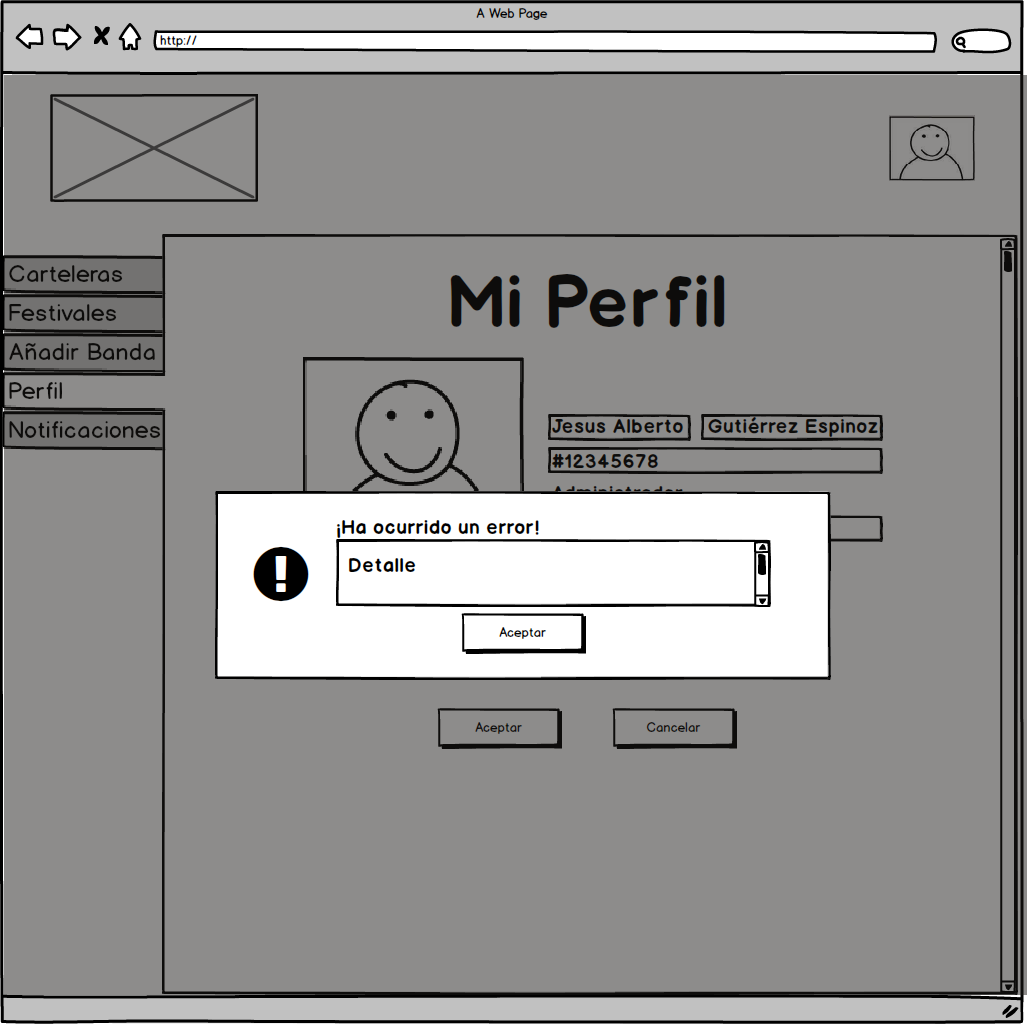 A Web Page
http://
Carteleras
Festivales
Añadir Banda
Perfil
Notificaciones
Mi Perfil
Jesus Alberto
Gutiérrez Espinoz
#12345678
Administrador
¡Ha ocurrido un error!
Detalle
Aceptar
Aceptar
Cancelar